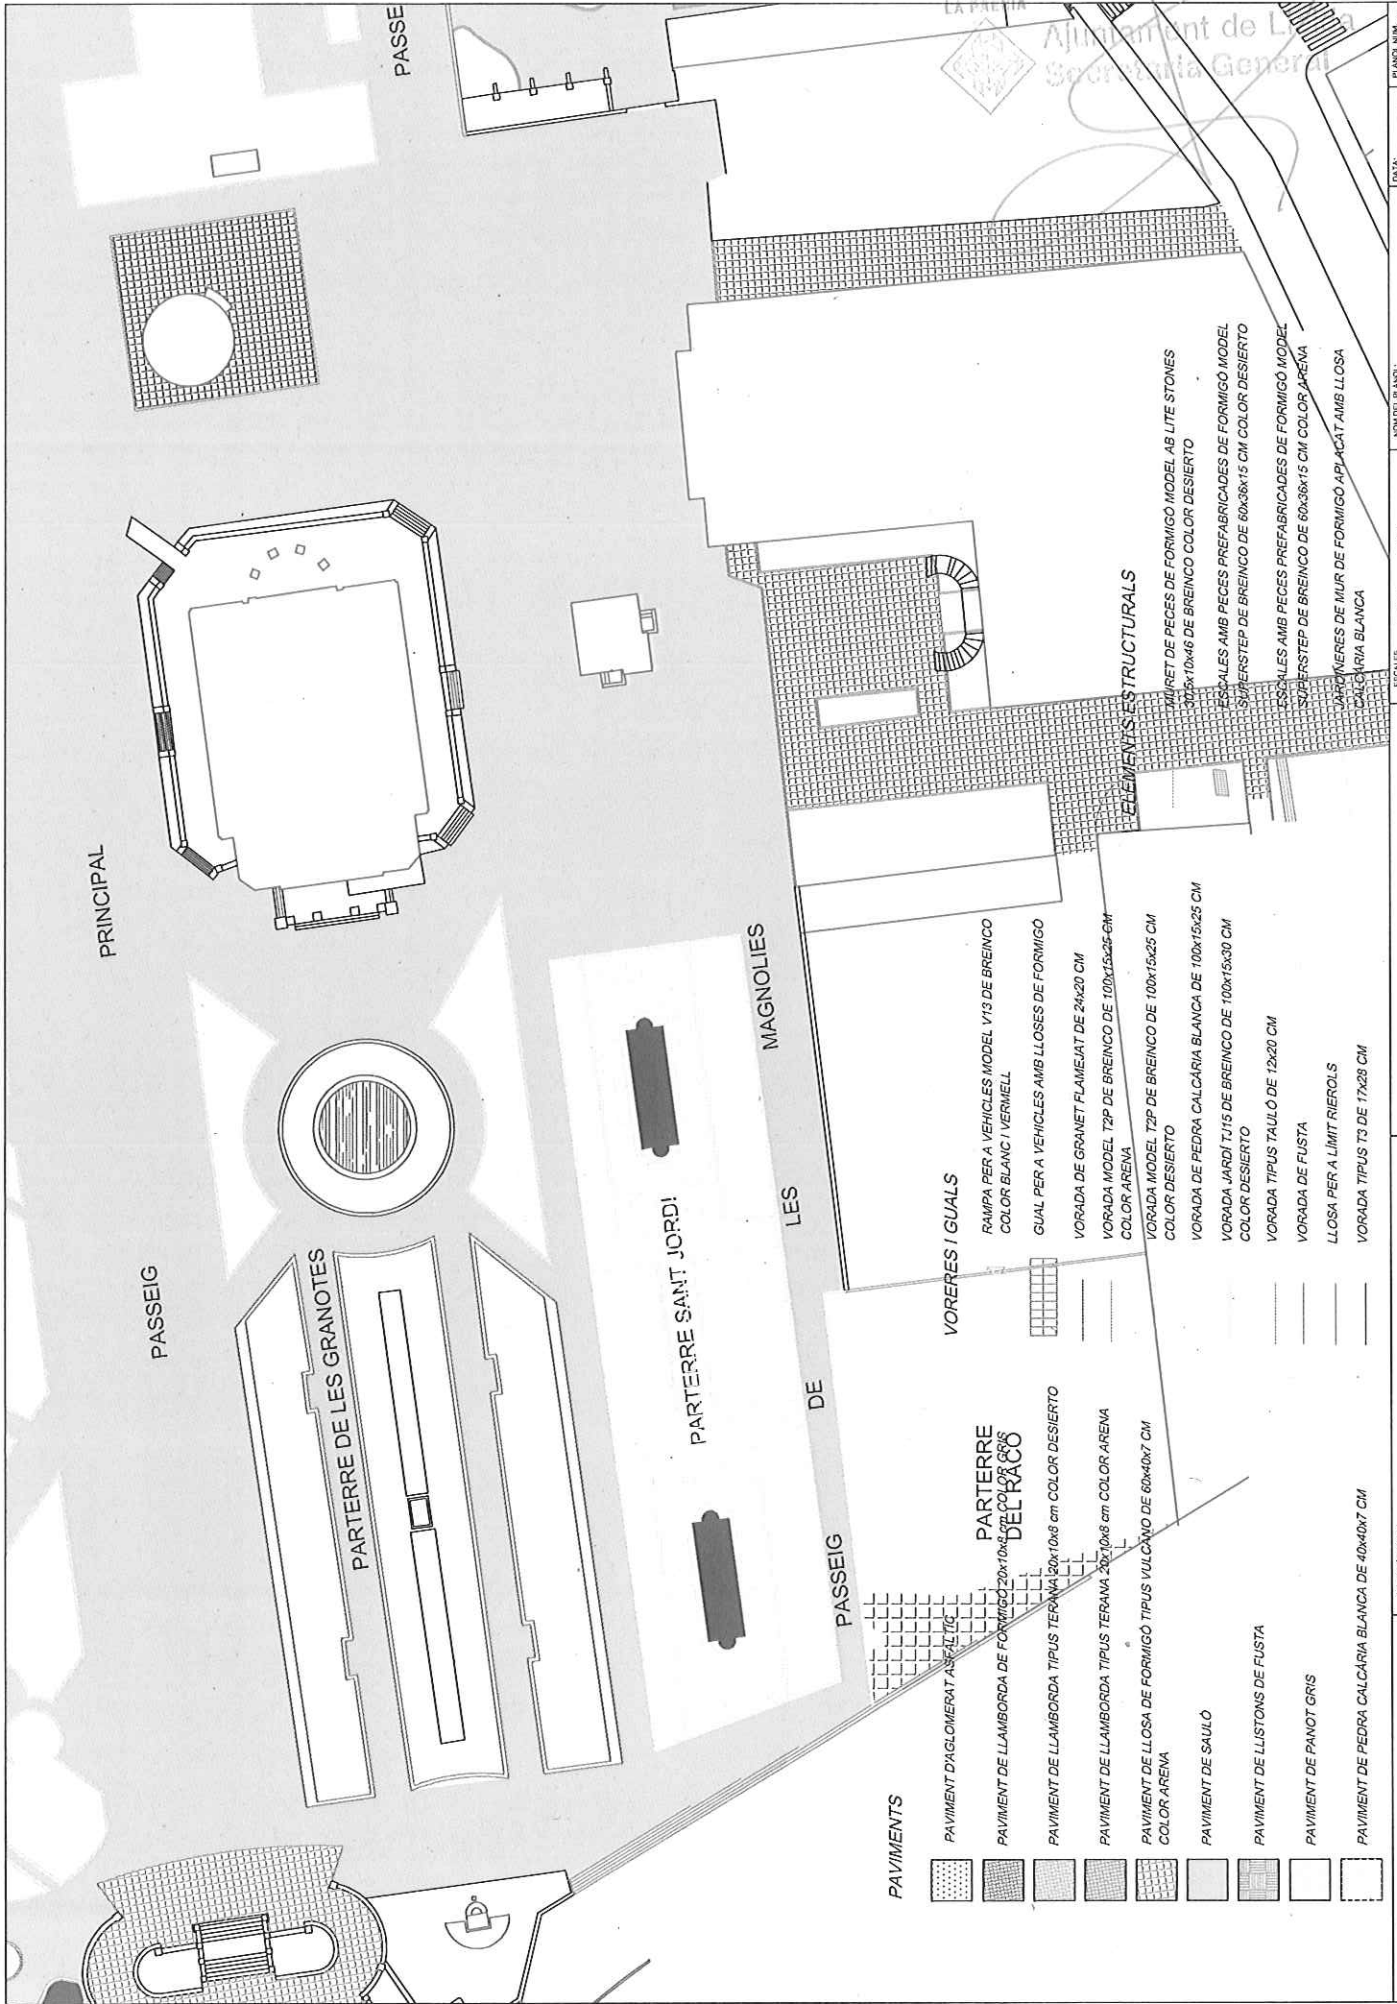 PASSE
LA PAERIA
Ajuntament de Ll
Secretaria General
PRINCIPAL
PASSEIG
PARTERRE DE LES GRANOTES
PARTERRE SANT JORDI
PASSEIG
DE
LES
MAGNOLIES
PARTERRE
DEL RACÓ
PAVIMENTS
PAVIMENT D'AGLOMERAT ASFALTIC
PAVIMENT DE LLAMBORDA DE FORMIGÓ 20x10x8 cm COLOR GRIS
PAVIMENT DE LLAMBORDA TIPUS TERANA 20x10x8 cm COLOR DESIERTO
PAVIMENT DE LLAMBORDA TIPUS TERANA 20x10x8 cm COLOR ARENA
PAVIMENT DE LLOSA DE FORMIGÓ TIPUS VULCANO DE 60x40x7 CM
COLOR ARENA
PAVIMENT DE SAULÓ
PAVIMENT DE LLISTONS DE FUSTA
PAVIMENT DE PANOT GRIS
PAVIMENT DE PEDRA CALCÀRIA BLANCA DE 40x40x7 CM
VORERES I GUALS
RAMPA PER A VEHICLES MODEL V13 DE BREINCO
COLOR BLANC I VERMELL
GUAL PER A VEHICLES AMB LLOSES DE FORMIGÓ
VORADA DE GRANET FLAMEJAT DE 24x20 CM
VORADA MODEL T2P DE BREINCO DE 100x15x25 CM
COLOR ARENA
VORADA MODEL T2P DE BREINCO DE 100x15x25 CM
COLOR DESIERTO
VORADA DE PEDRA CALCÀRIA BLANCA DE 100x15x25 CM
VORADA JARDÍ TJ15 DE BREINCO DE 100x15x30 CM
COLOR DESIERTO
VORADA TIPUS TAULÓ DE 12x20 CM
VORADA DE FUSTA
LLOSA PER A LÍMIT RIEROLS
VORADA TIPUS T3 DE 17x28 CM
ELEMENTS ESTRUCTURALS
MURET DE PECES DE FORMIGÓ MODEL AB LITE STONES
305x10x46 DE BREINCO COLOR DESIERTO
ESCALES AMB PECES PREFABRICADES DE FORMIGÓ MODEL
SUPERSTEP DE BREINCO DE 60x36x15 CM COLOR DESIERTO
ESCALES AMB PECES PREFABRICADES DE FORMIGÓ MODEL
SUPERSTEP DE BREINCO DE 60x36x15 CM COLOR ARENA
JARDINERES DE MUR DE FORMIGÓ APLACAT AMB LLOSA
CALCÀRIA BLANCA
NOM DEL PLANOL:
DATA:
PLANOL NUM.